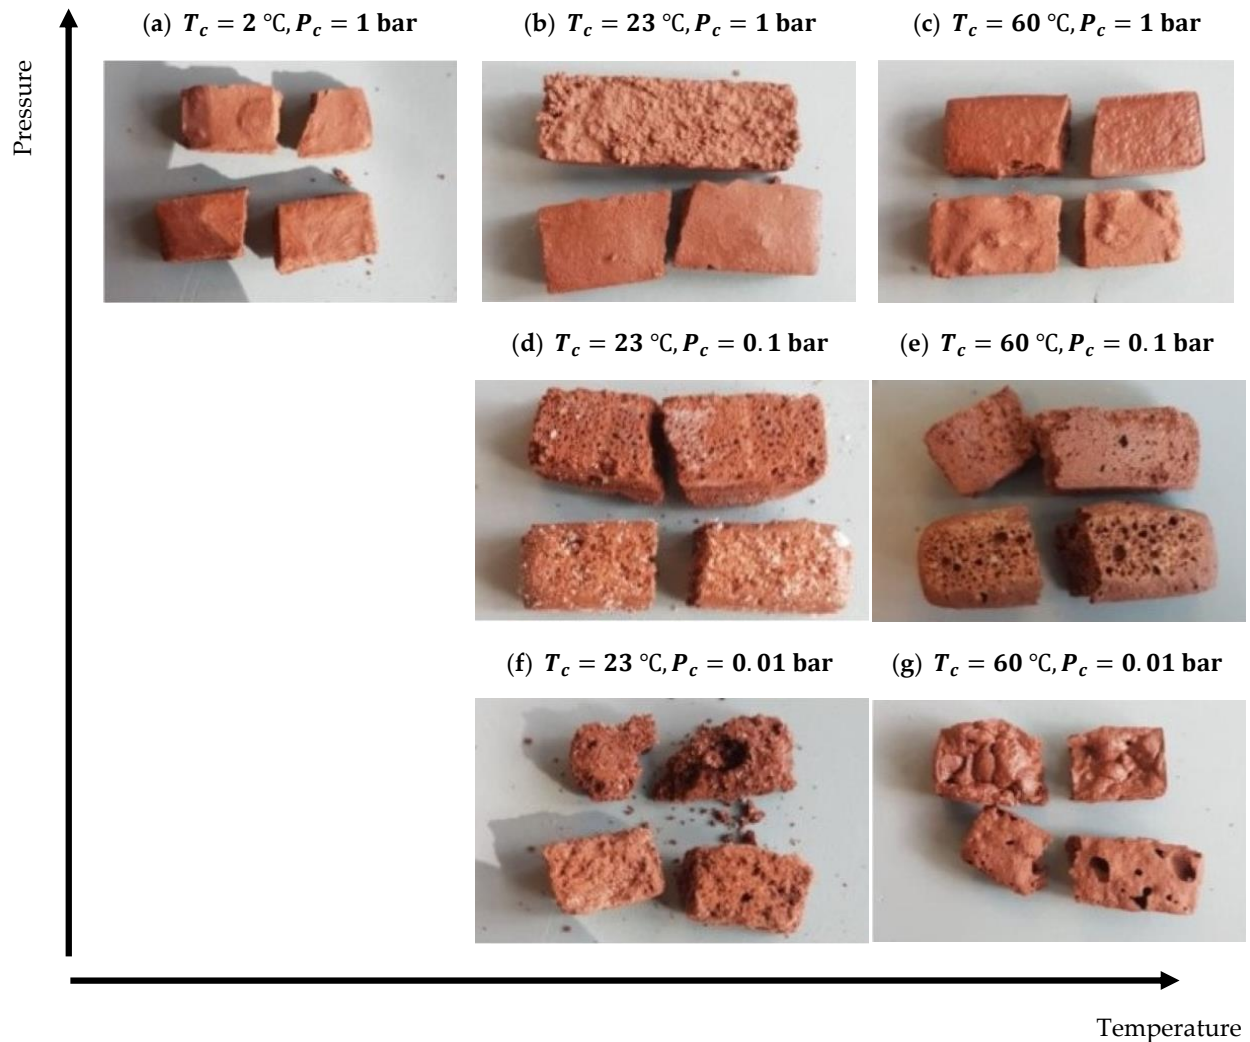 (a) T_c = 2 °C, P_c = 1 bar
(b) T_c = 23 °C, P_c = 1 bar
(c) T_c = 60 °C, P_c = 1 bar
Pressure
(d) T_c = 23 °C, P_c = 0.1 bar
(e) T_c = 60 °C, P_c = 0.1 bar
(f) T_c = 23 °C, P_c = 0.01 bar
(g) T_c = 60 °C, P_c = 0.01 bar
Temperature